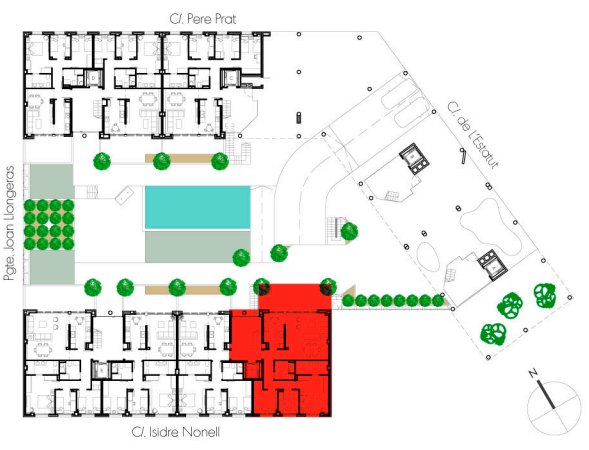 C/. Pere Prat
C/. de L'Estatut
Pgte. Joan Llongeras
C/. Isidre Nonell
N